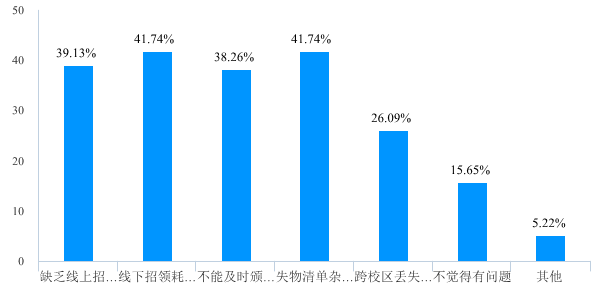 50
40
30
20
10
0
39.13%
41.74%
38.26%
41.74%
26.09%
15.65%
5.22%
缺乏线上招...
线下招领耗...
不能及时颁...
失物清单杂...
跨校区丢失...
不觉得有问题
其他